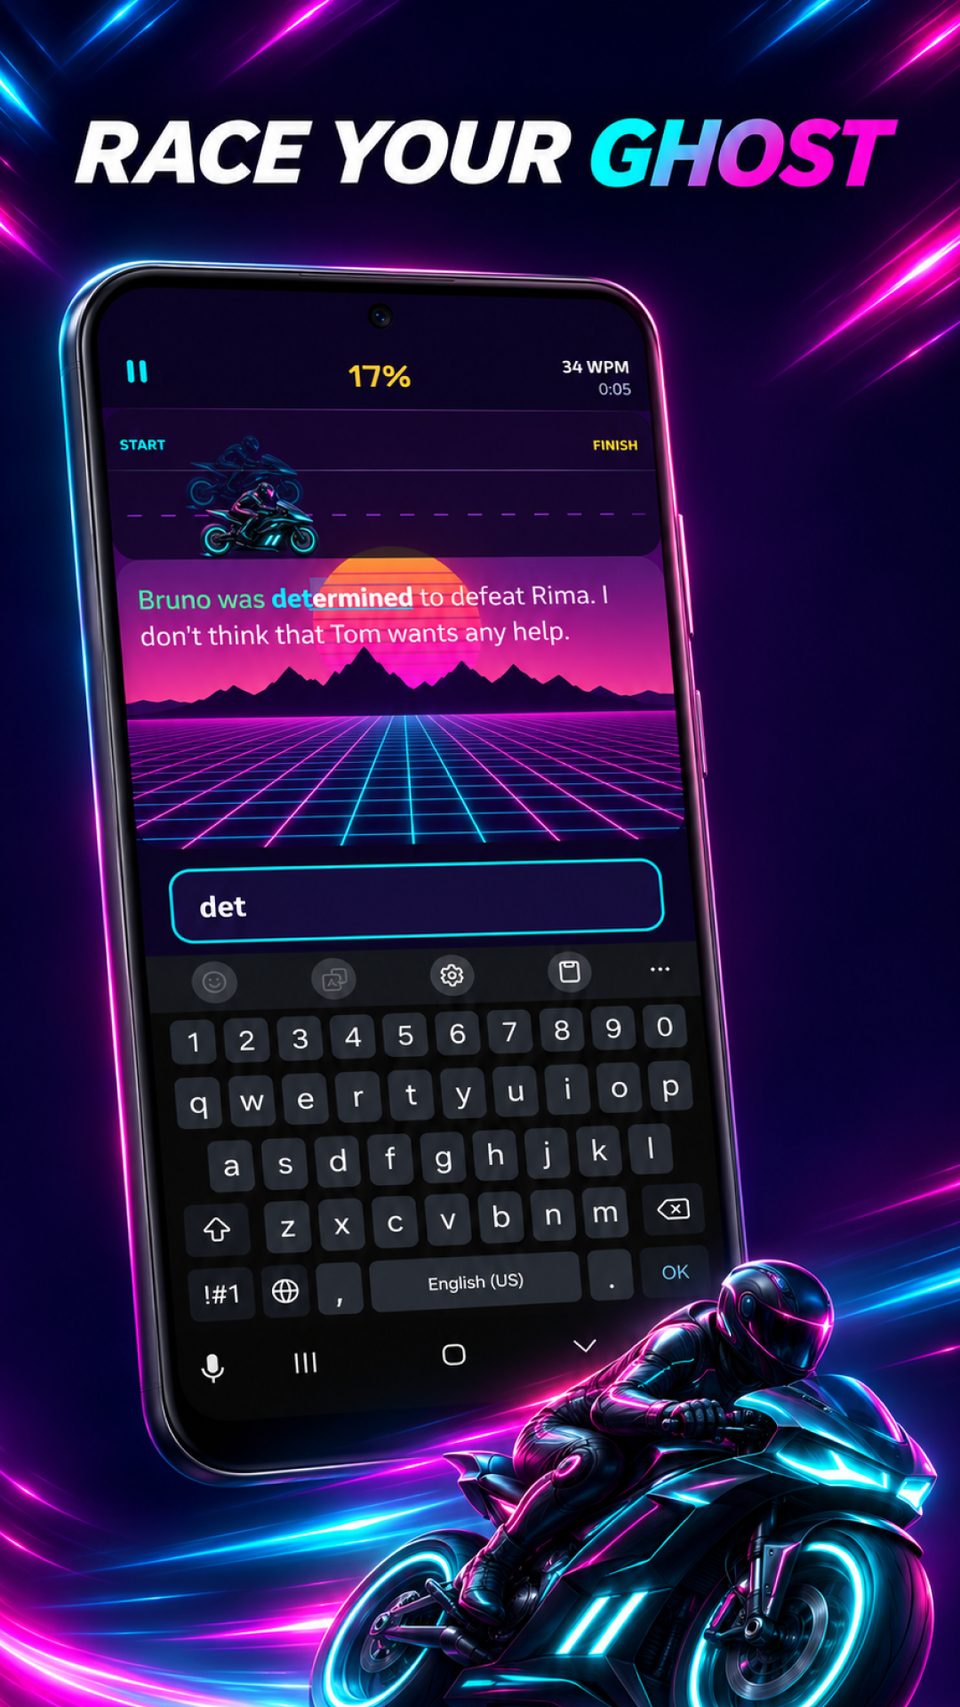 RACE YOUR GHOST
17%
34 WPM
0:05
START
FINISH
Bruno was determined to defeat Rima. I
don't think that Tom wants any help.
det
1 2 3 4 5 6 7 8 9 0
q w e r t y u i o p
a s d f g h j k l
z x c v b n m
!#1 , English (US) . OK